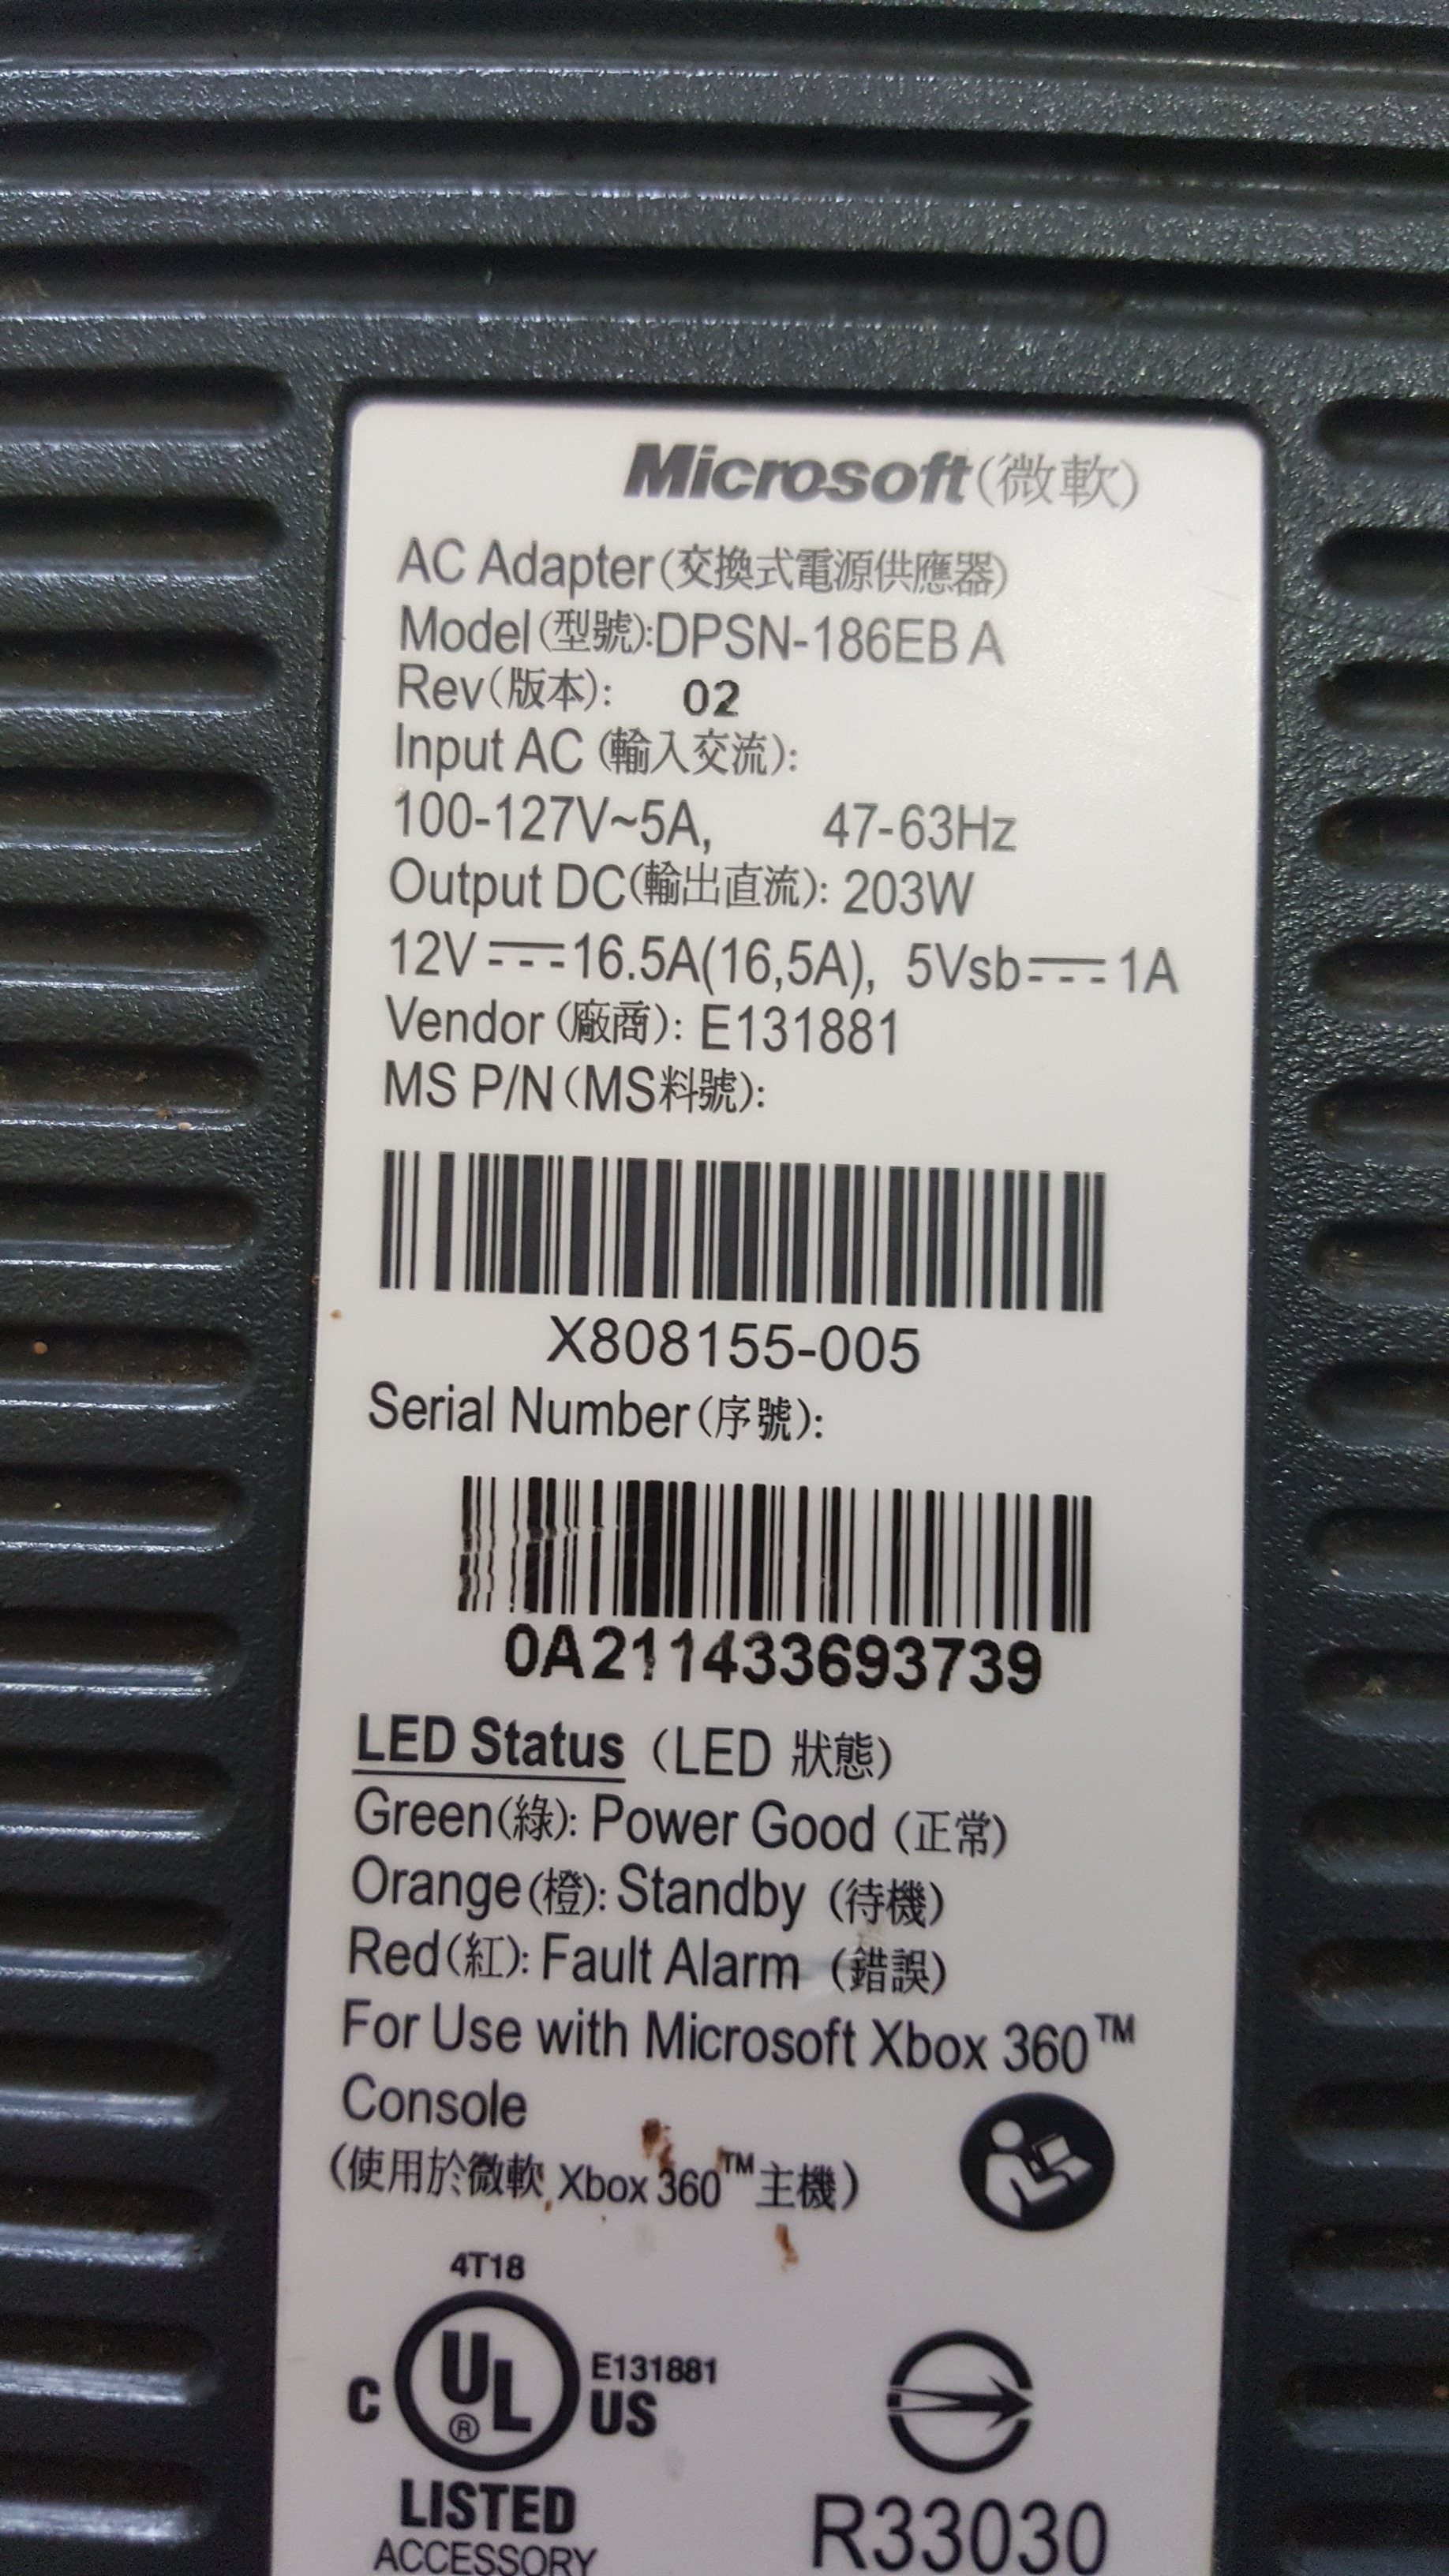 Microsoft(微軟)
AC Adapter(交換式電源供應器)
Model(型號):DPSN-186EB A
Rev(版本): 02
Input AC (輸入交流):
100-127V~5A, 47-63Hz
Output DC(輸出直流): 203W
12V⎓16.5A(16,5A), 5Vsb⎓1A
Vendor(廠商): E131881
MS P/N(MS料號):
X808155-005
Serial Number(序號):
0A211433693739
LED Status (LED 狀態)
Green(綠): Power Good (正常)
Orange(橙): Standby (待機)
Red(紅): Fault Alarm (錯誤)
For Use with Microsoft Xbox 360™
Console
(使用於微軟 Xbox 360™主機)
4T18
C UL® US E131881
LISTED
ACCESSORY
R33030